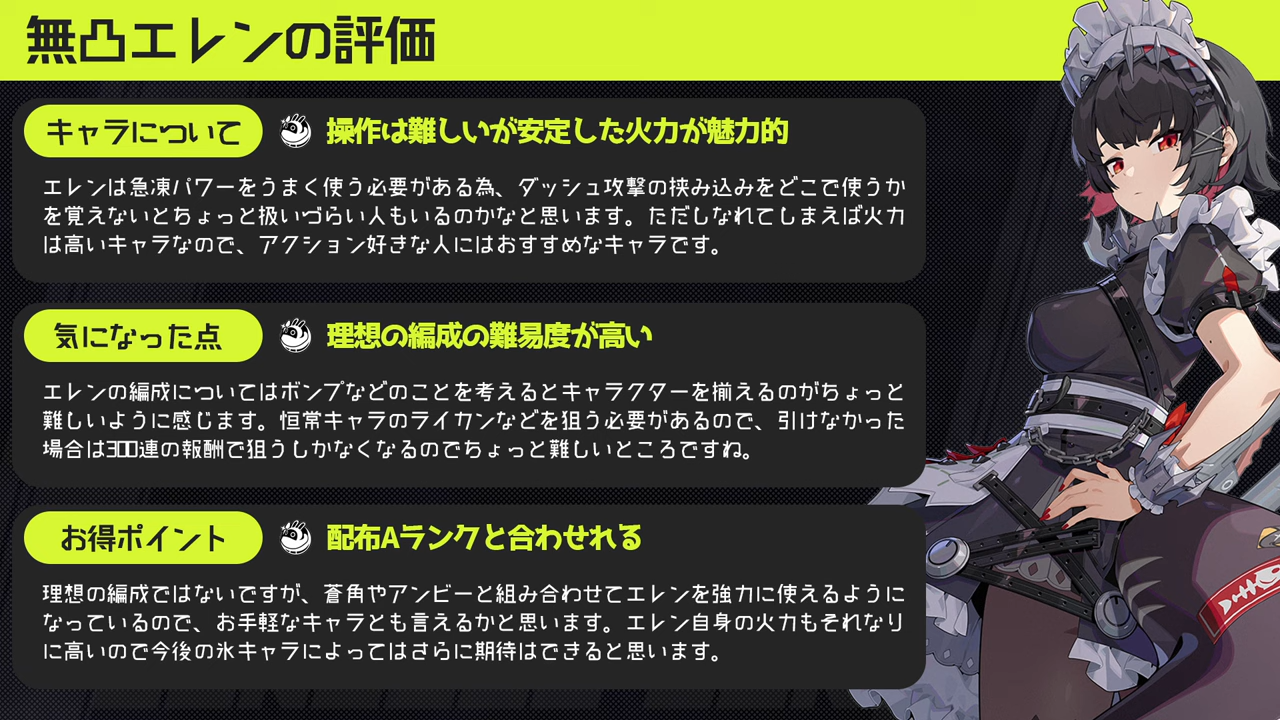 無凸エレンの評価
キャラについて
操作は難しいが安定した火力が魅力的
エレンは急凍パワーをうまく使う必要がある為、ダッシュ攻撃の挟み込みをどこで使うか
を覚えないとちょっと扱いづらい人もいるのかなと思います。ただしなれてしまえば火力
は高いキャラなので、アクション好きな人にはおすすめなキャラです。
気になった点
理想の編成の難易度が高い
エレンの編成についてはボンプなどのことを考えるとキャラクターを揃えるのがちょっと
難しいように感じます。恒常キャラのライカンなどを狙う必要があるので、引けなかった
場合は300連の報酬で狙うしかなくなるのでちょっと難しいところですね。
お得ポイント
配布Aランクと合わせれる
理想の編成ではないですが、蒼角やアンビーと組み合わせてエレンを強力に使えるように
なっているので、お手軽なキャラとも言えるかと思います。エレン自身の火力もそれなり
に高いので今後の氷キャラによってはさらに期待はできると思います。